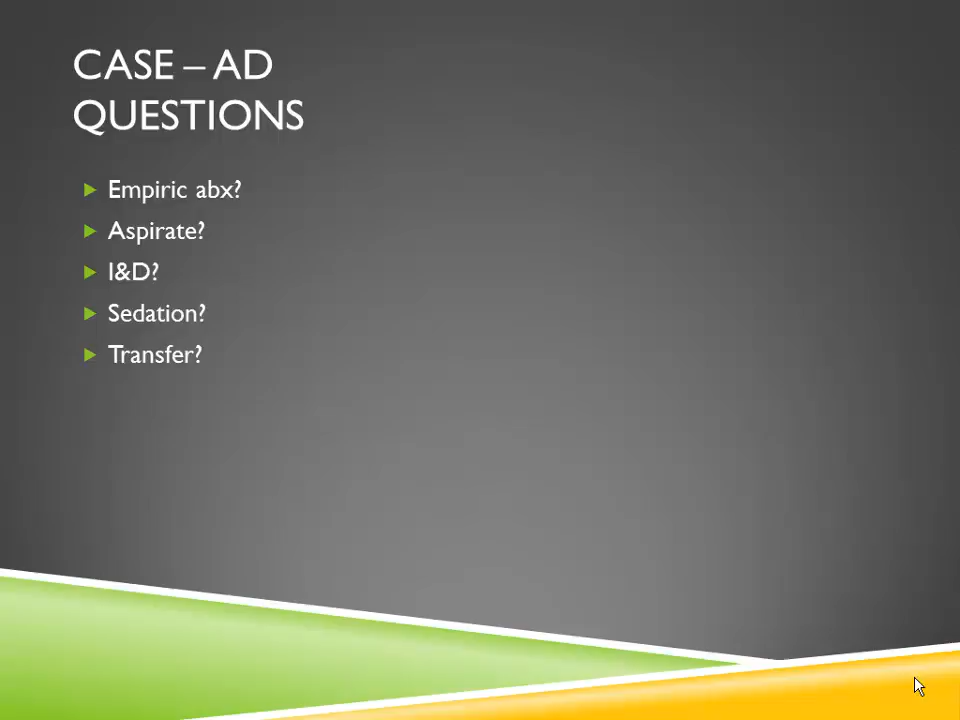 CASE – AD
QUESTIONS
Empiric abx?
Aspirate?
I&D?
Sedation?
Transfer?